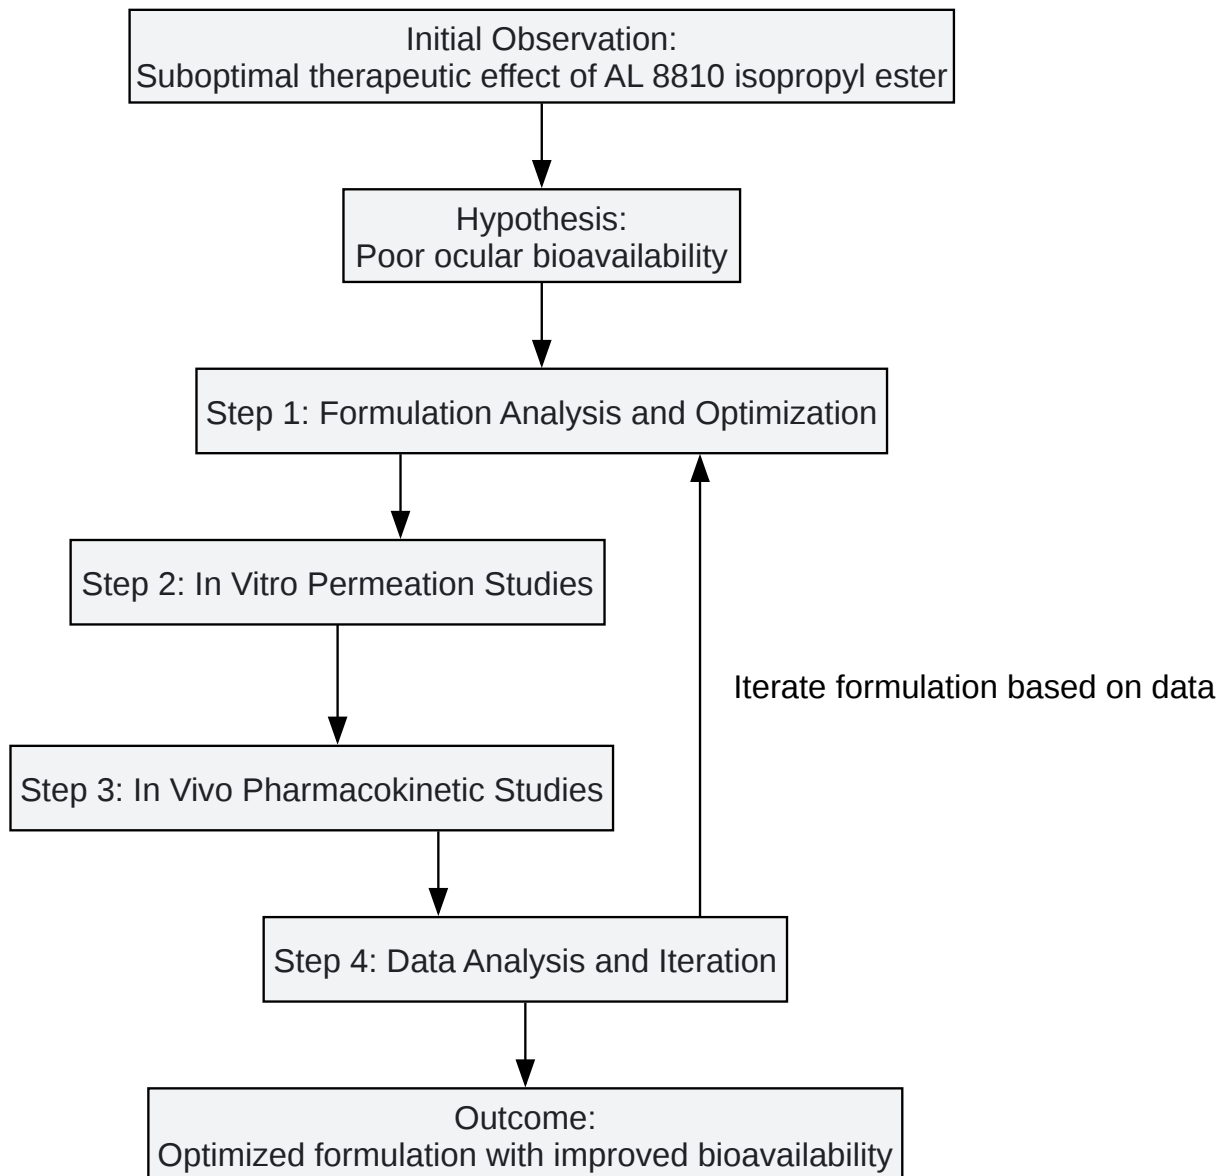 Initial Observation:
Suboptimal therapeutic effect of AL 8810 isopropyl ester
Hypothesis:
Poor ocular bioavailability
Step 1: Formulation Analysis and Optimization
Step 2: In Vitro Permeation Studies
Iterate formulation based on data
Step 3: In Vivo Pharmacokinetic Studies
Step 4: Data Analysis and Iteration
Outcome:
Optimized formulation with improved bioavailability